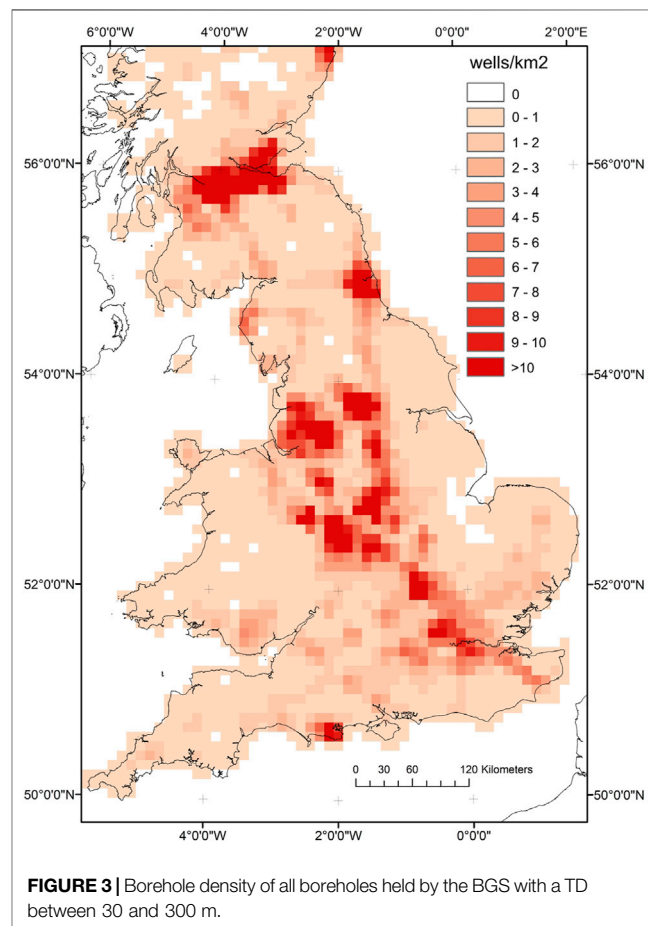 4°0'0"W 2°0'0"W 0°0'0" 2°0'0"E
wells/km2
0
0 - 1
1 - 2
2 - 3
3 - 4
4 - 5
5 - 6
6 - 7
7 - 8
8 - 9
9 - 10
>10
56°0'0"N 56°0'0"N
54°0'0"N 54°0'0"N
52°0'0"N 52°0'0"N
50°0'0"N 50°0'0"N
0 30 60 120 Kilometers
4°0'0"W 2°0'0"W 0°0'0"
FIGURE 3 | Borehole density of all boreholes held by the BGS with a TD
between 30 and 300 m.